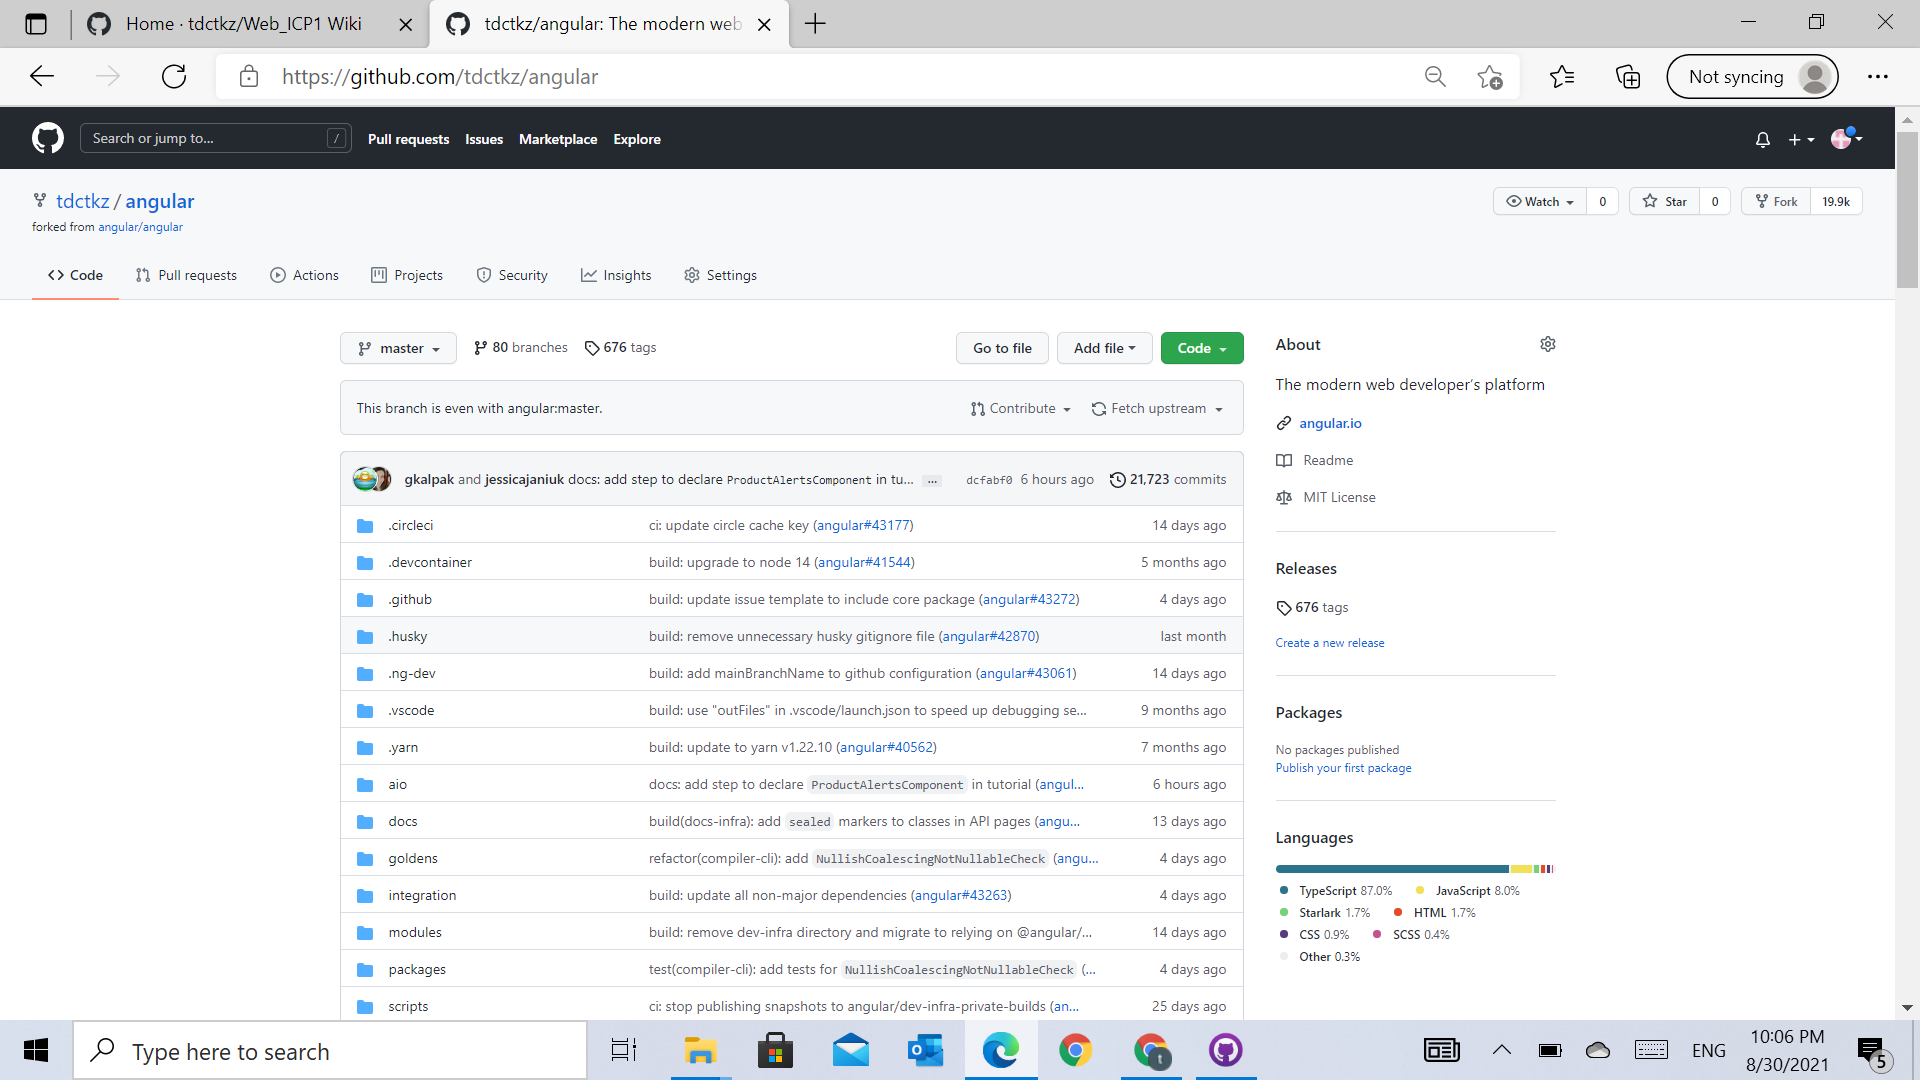 Home · tdctkz/Web_ICP1 Wiki
tdctkz/angular: The modern web
https://github.com/tdctkz/angular
Not syncing
Search or jump to...
/
Pull requests
Issues
Marketplace
Explore
tdctkz / angular
forked from angular/angular
Watch 0
Star 0
Fork 19.9k
Code
Pull requests
Actions
Projects
Security
Insights
Settings
master
80 branches
676 tags
Go to file
Add file
Code
This branch is even with angular:master.
Contribute
Fetch upstream
gkalpak and jessicajaniuk docs: add step to declare ProductAlertsComponent in tu... ... dcfabf0 6 hours ago 21,723 commits
.circleci ci: update circle cache key (angular#43177) 14 days ago
.devcontainer build: upgrade to node 14 (angular#41544) 5 months ago
.github build: update issue template to include core package (angular#43272) 4 days ago
.husky build: remove unnecessary husky gitignore file (angular#42870) last month
.ng-dev build: add mainBranchName to github configuration (angular#43061) 14 days ago
.vscode build: use "outFiles" in .vscode/launch.json to speed up debugging se... 9 months ago
.yarn build: update to yarn v1.22.10 (angular#40562) 7 months ago
aio docs: add step to declare ProductAlertsComponent in tutorial (angul... 6 hours ago
docs build(docs-infra): add sealed markers to classes in API pages (angu... 13 days ago
goldens refactor(compiler-cli): add NullishCoalescingNotNullableCheck (angu... 4 days ago
integration build: update all non-major dependencies (angular#43263) 4 days ago
modules build: remove dev-infra directory and migrate to relying on @angular/... 14 days ago
packages test(compiler-cli): add tests for NullishCoalescingNotNullableCheck (... 4 days ago
scripts ci: stop publishing snapshots to angular/dev-infra-private-builds (an... 25 days ago
About
The modern web developer's platform
angular.io
Readme
MIT License
Releases
676 tags
Create a new release
Packages
No packages published
Publish your first package
Languages
TypeScript 87.0% JavaScript 8.0%
Starlark 1.7% HTML 1.7%
CSS 0.9% SCSS 0.4%
Other 0.3%
Type here to search
t
ENG
10:06 PM
8/30/2021
5